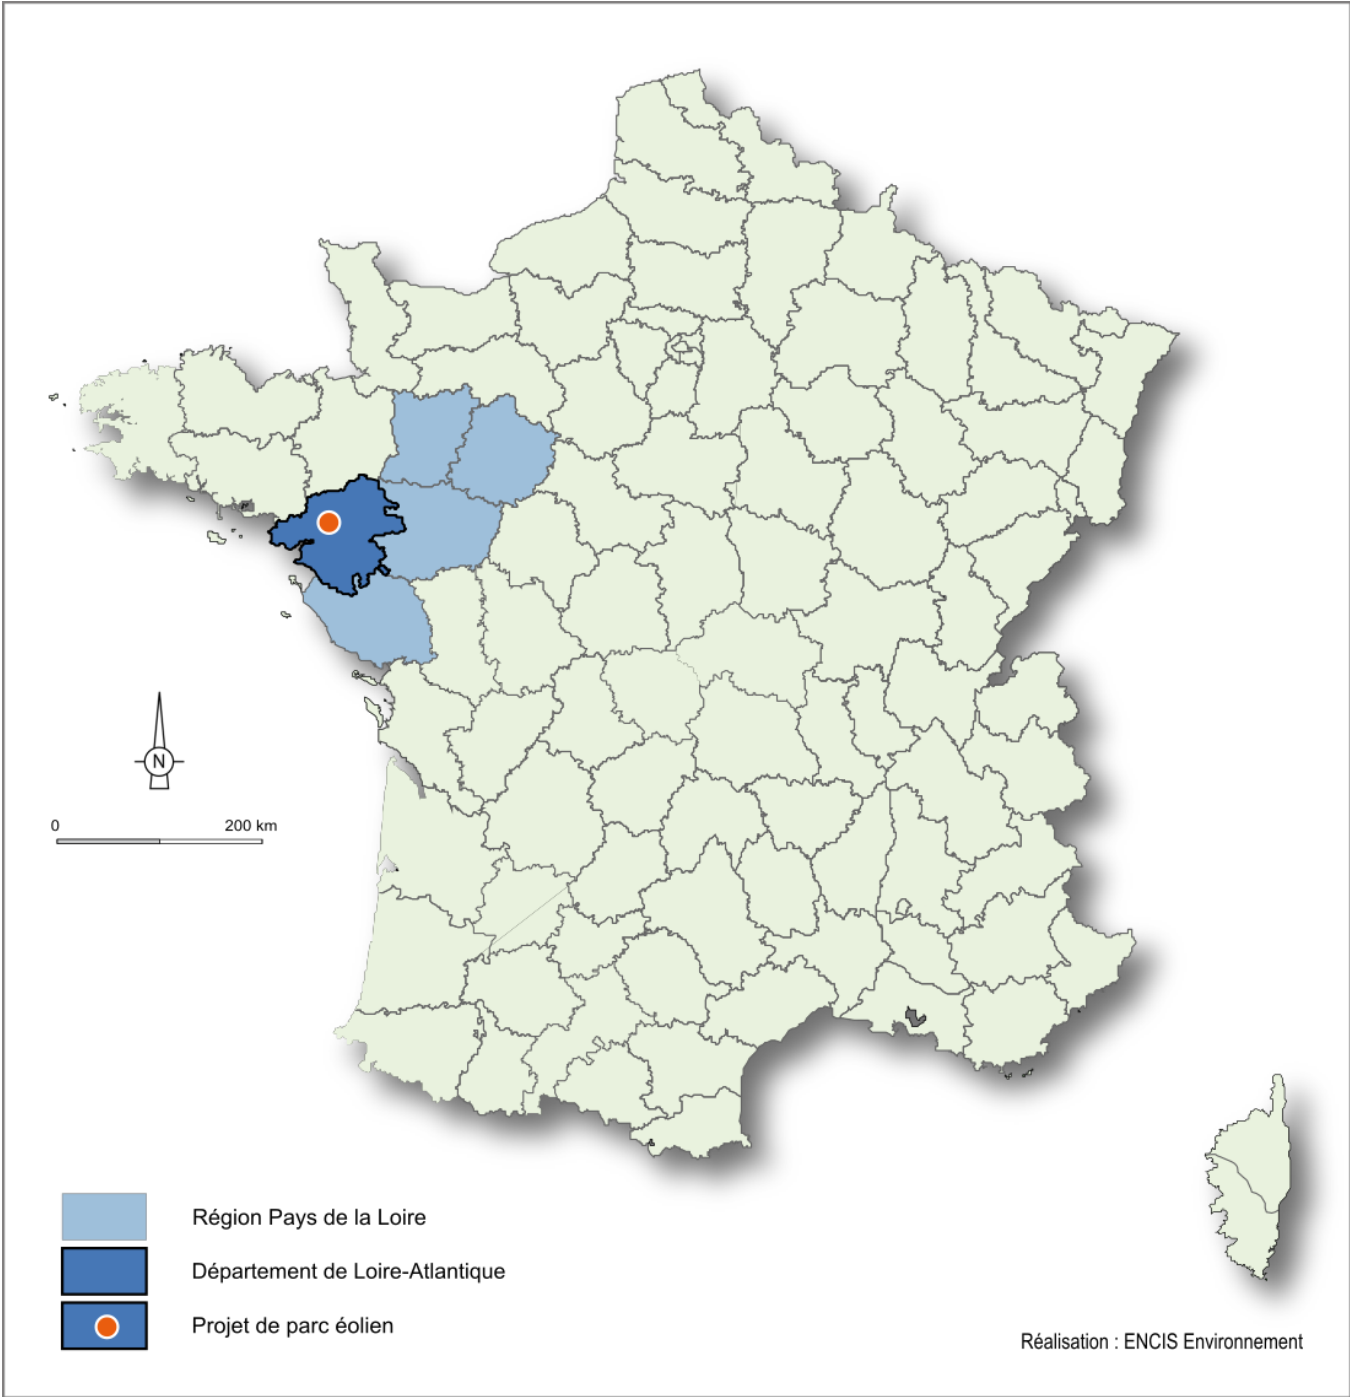 N
0 200 km
Région Pays de la Loire
Département de Loire-Atlantique
Projet de parc éolien
Réalisation : ENCIS Environnement